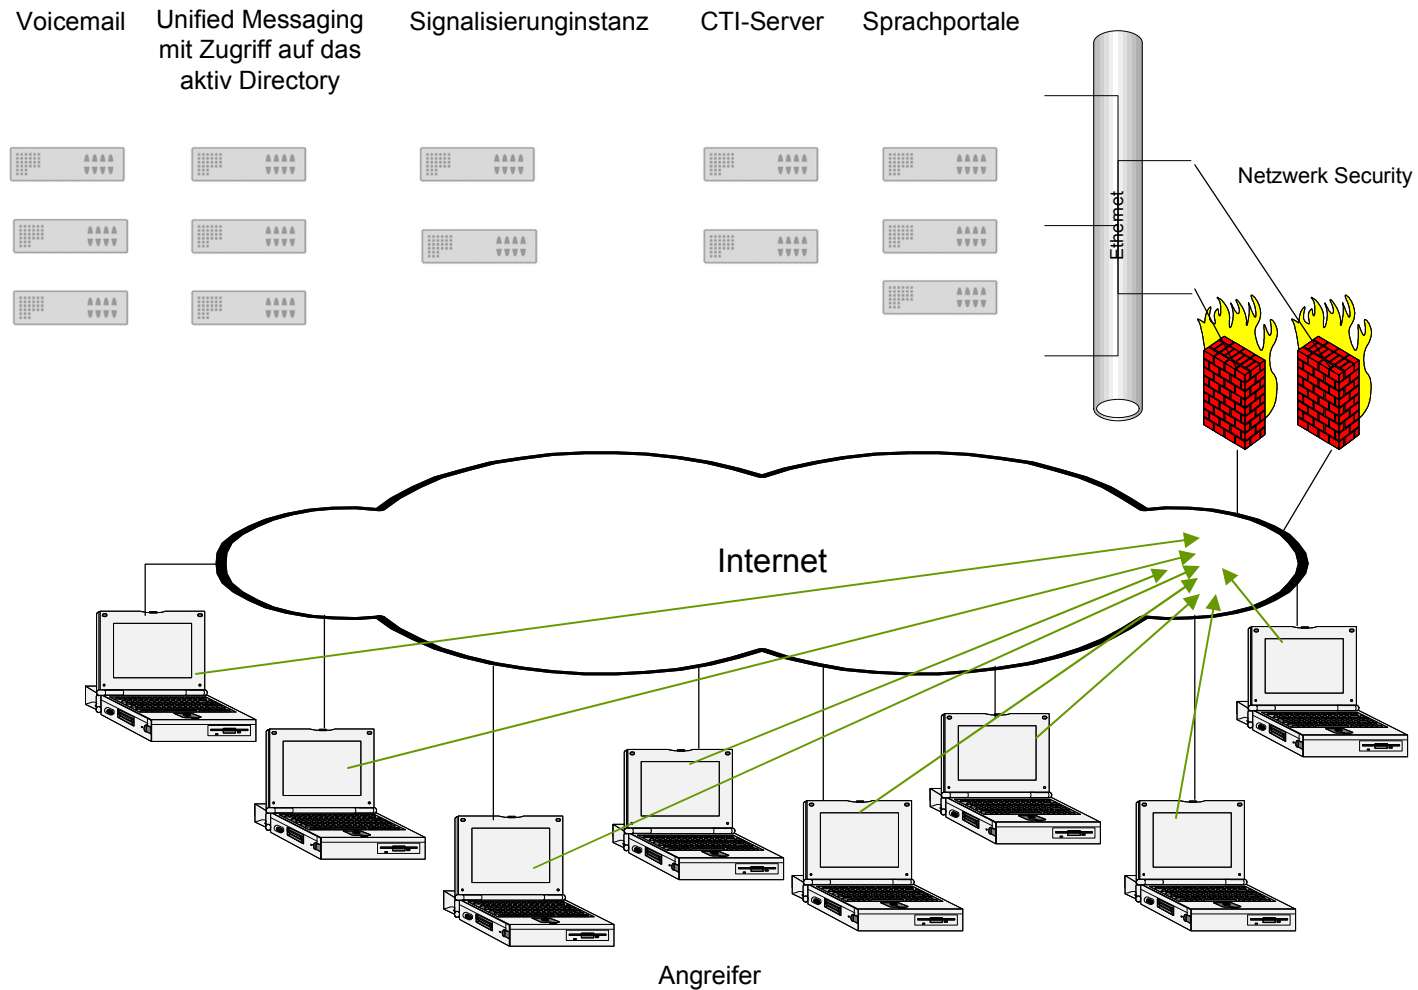 Voicemail
Unified Messaging
mit Zugriff auf das
aktiv Directory
Signalisierunginstanz
CTI-Server
Sprachportale
Netzwerk Security
Ethernet
Internet
Angreifer